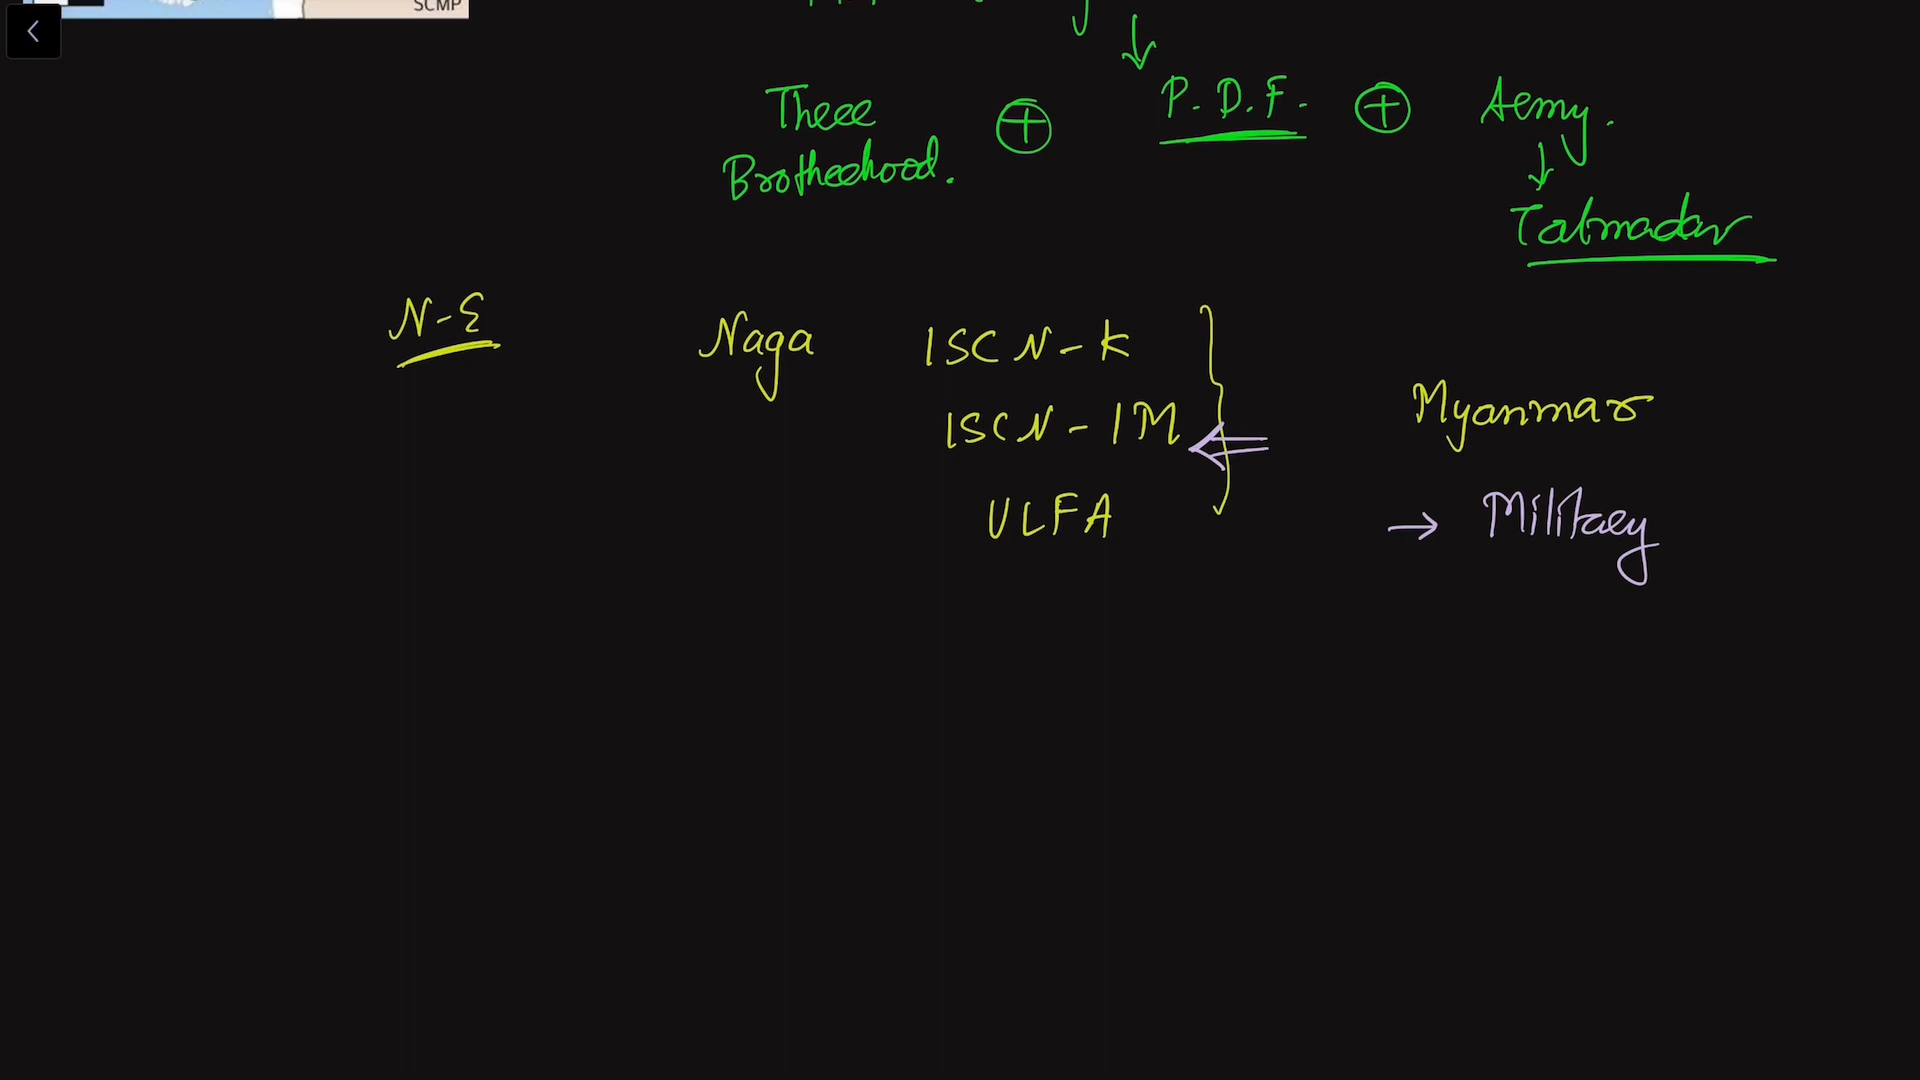 SCMP
Three
Brotherhood.
P. D. F.
Army.
Tatmadaw
N-E
Naga
ISCN-K
ISCN-IM
ULFA
Myanmar
→ Military